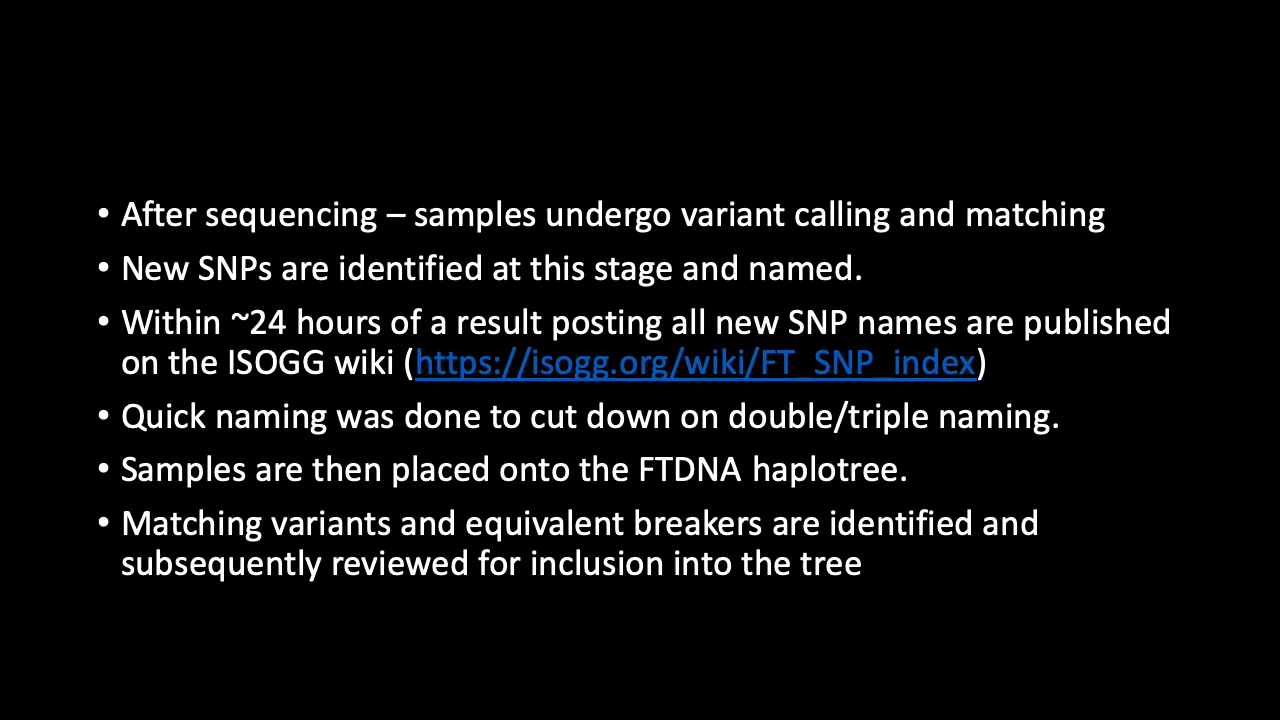 • After sequencing – samples undergo variant calling and matching
• New SNPs are identified at this stage and named.
• Within ~24 hours of a result posting all new SNP names are published
on the ISOGG wiki (https://isogg.org/wiki/FT_SNP_index)
• Quick naming was done to cut down on double/triple naming.
• Samples are then placed onto the FTDNA haplotree.
• Matching variants and equivalent breakers are identified and
subsequently reviewed for inclusion into the tree